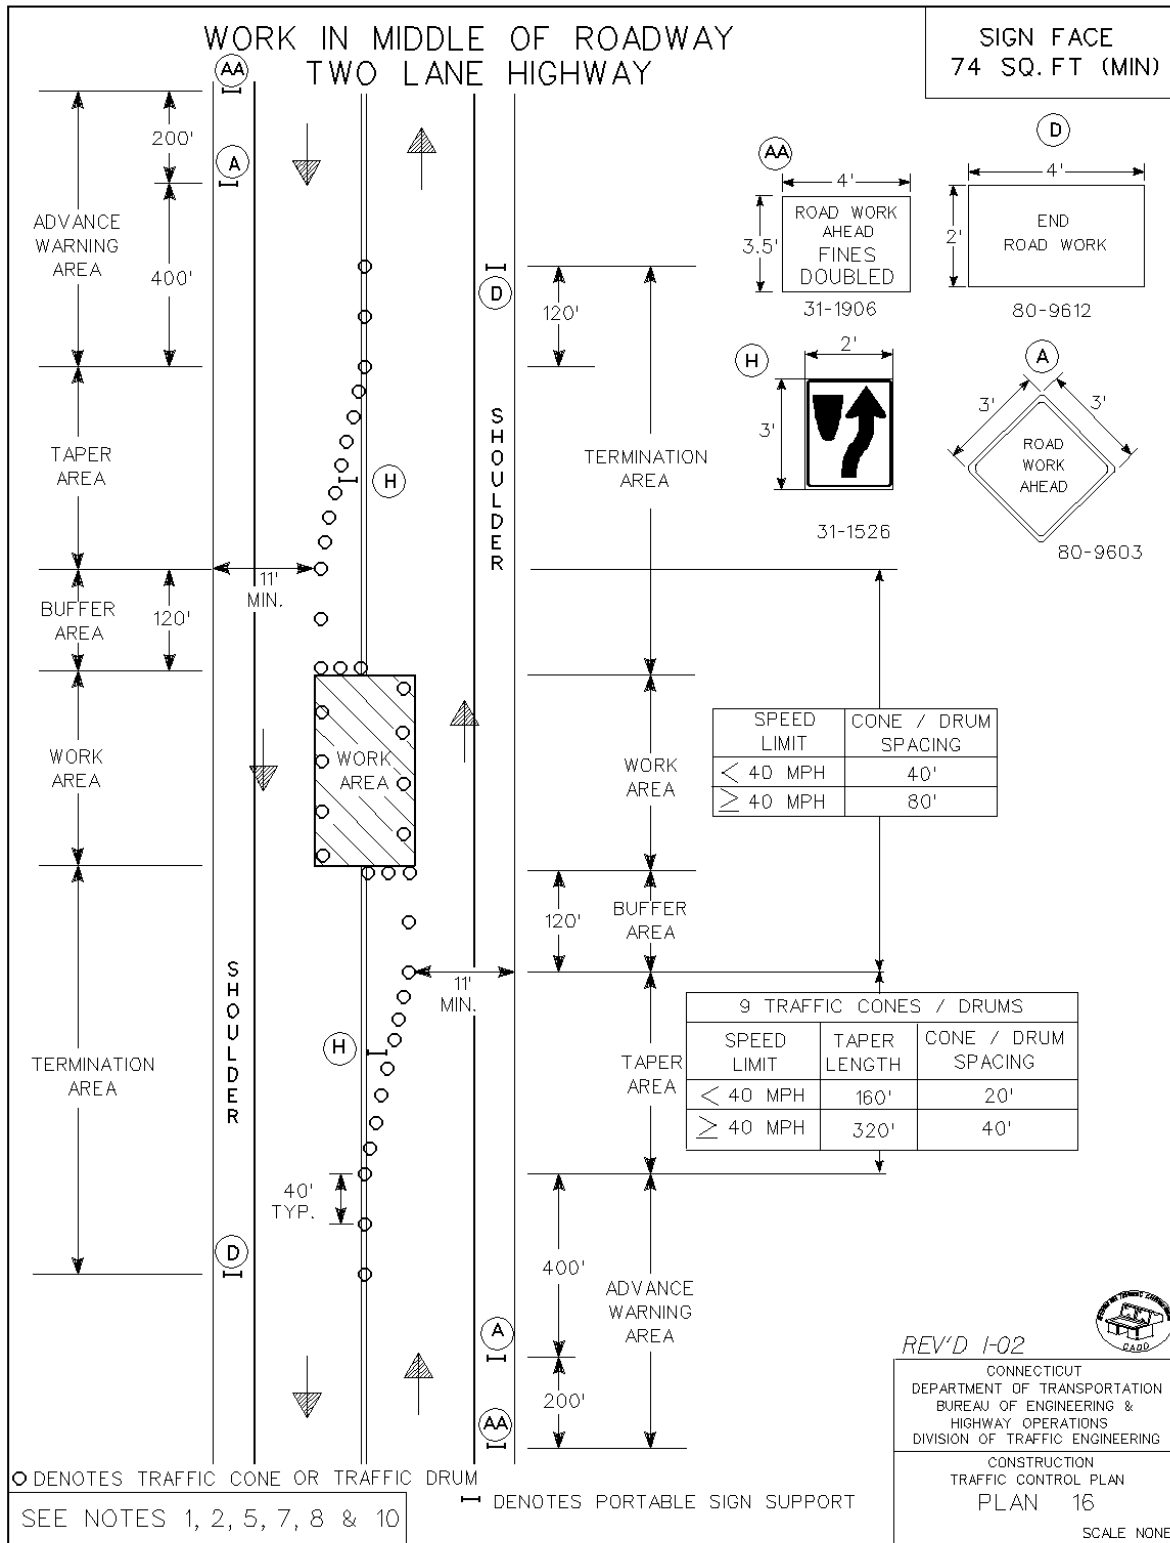 WORK IN MIDDLE OF ROADWAY
TWO LANE HIGHWAY
SIGN FACE
74 SQ.FT (MIN)
AA
200'
A
ADVANCE
WARNING
AREA
400'
D
120'
TAPER
AREA
H
SHOULDER
TERMINATION
AREA
11'
MIN.
BUFFER
AREA
120'
AA
4'
3.5'
ROAD WORK
AHEAD
FINES
DOUBLED
31-1906
D
4'
2'
END
ROAD WORK
80-9612
H
2'
3'
31-1526
A
3'
3'
ROAD
WORK
AHEAD
80-9603
WORK
AREA
WORK
AREA
WORK
AREA
SPEED
LIMIT
CONE / DRUM
SPACING
< 40 MPH 40'
≥ 40 MPH 80'
120'
BUFFER
AREA
11'
MIN.
SHOULDER
TERMINATION
AREA
H
TAPER
AREA
9 TRAFFIC CONES / DRUMS
SPEED
LIMIT
TAPER
LENGTH
CONE / DRUM
SPACING
< 40 MPH 160' 20'
≥ 40 MPH 320' 40'
40'
TYP.
D
400'
ADVANCE
WARNING
AREA
A
200'
AA
REV'D 1-02
CADD
CONNECTICUT
DEPARTMENT OF TRANSPORTATION
BUREAU OF ENGINEERING &
HIGHWAY OPERATIONS
DIVISION OF TRAFFIC ENGINEERING
CONSTRUCTION
TRAFFIC CONTROL PLAN
PLAN 16
SCALE NONE
O DENOTES TRAFFIC CONE OR TRAFFIC DRUM
DENOTES PORTABLE SIGN SUPPORT
SEE NOTES 1, 2, 5, 7, 8 & 10